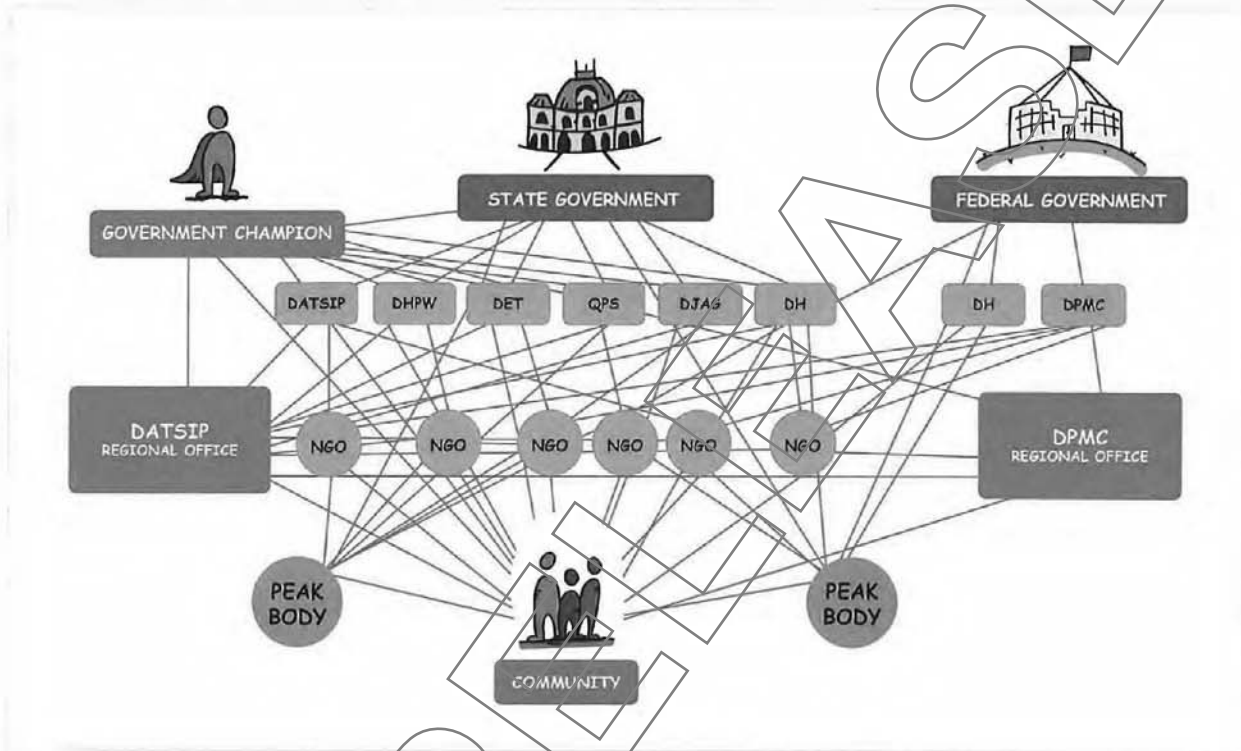 STATE GOVERNMENT
FEDERAL GOVERNMENT
GOVERNMENT CHAMPION
DATSIP
DHPW
DET
QPS
DJAG
DH
DH
DPMC
DATSIP
REGIONAL OFFICE
NGO
NGO
NGO
NGO
NGO
NGO
DPMC
REGIONAL OFFICE
PEAK
BODY
PEAK
BODY
COMMUNITY